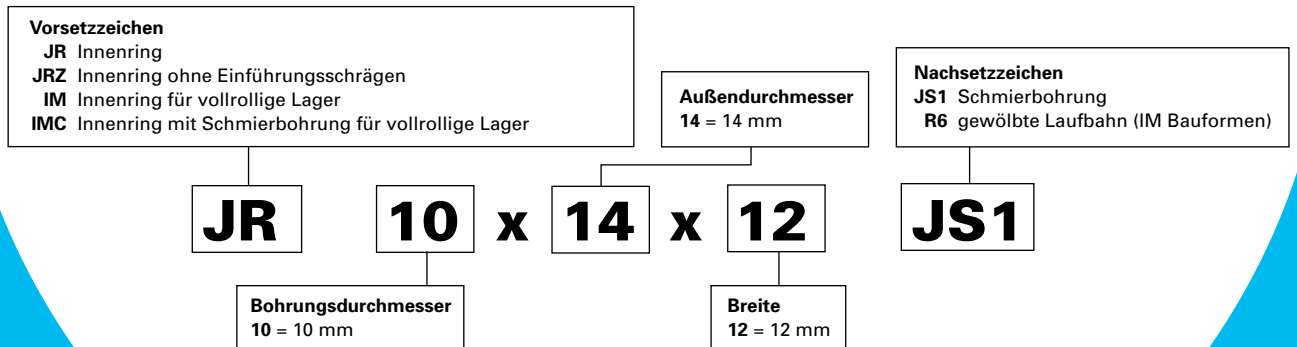 Vorsetzzeichen
JR Innenring
JRZ Innenring ohne Einführungsschrägen
IM Innenring für vollrollige Lager
IMC Innenring mit Schmierbohrung für vollrollige Lager
Außendurchmesser
14 = 14 mm
Nachsetzzeichen
JS1 Schmierbohrung
R6 gewölbte Laufbahn (IM Bauformen)
JR 10 x 14 x 12 JS1
Bohrungsdurchmesser
10 = 10 mm
Breite
12 = 12 mm